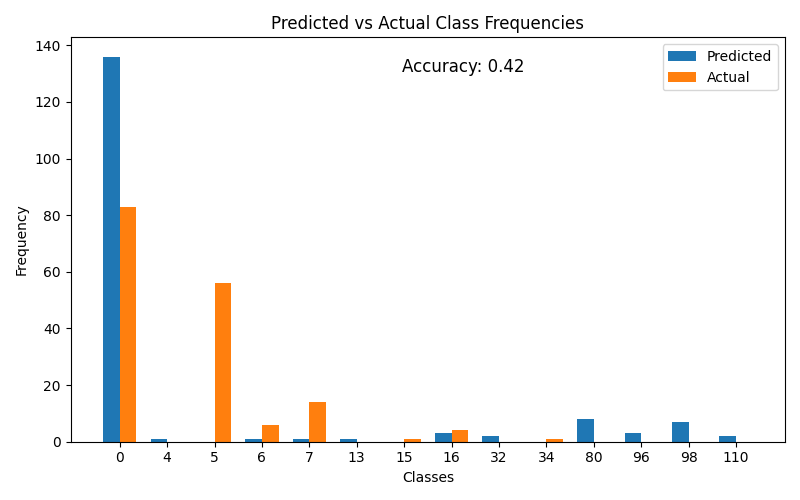 Predicted vs Actual Class Frequencies
Accuracy: 0.42
Predicted
Actual
Frequency
140
120
100
80
60
40
20
0
0 4 5 6 7 13 15 16 32 34 80 96 98 110
Classes